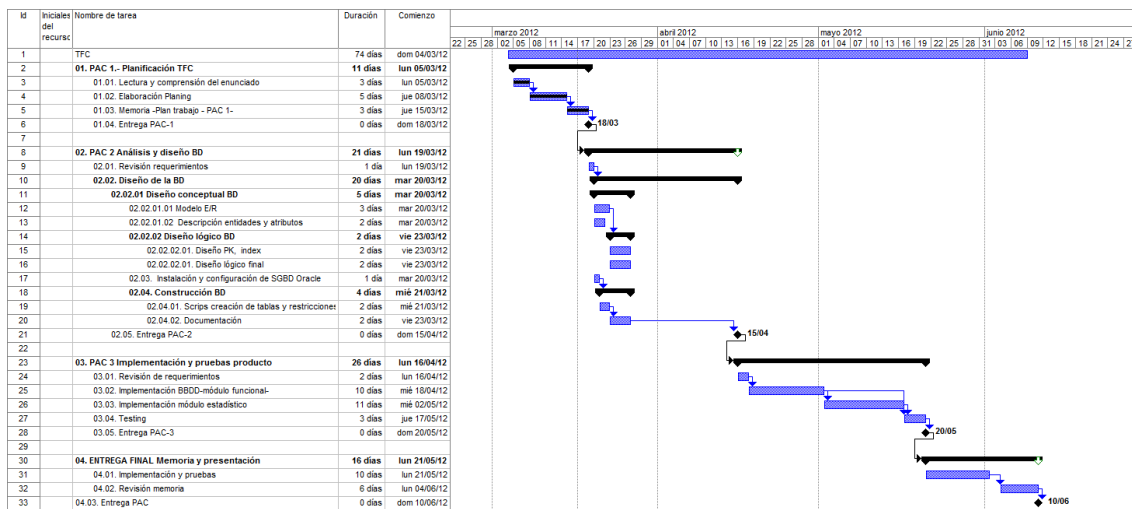 Id Iniciales del recurso Nombre de tarea Duración Comienzo
marzo 2012 abril 2012 mayo 2012 junio 2012
22 25 28 02 05 08 11 14 17 20 23 26 29 01 04 07 10 13 16 19 22 25 28 01 04 07 10 13 16 19 22 25 28 31 03 06 09 12 15 18 21 24 27
1 TFC 74 días dom 04/03/12
2 01. PAC 1.- Planificación TFC 11 días lun 05/03/12
3 01.01. Lectura y comprensión del enunciado 3 días lun 05/03/12
4 01.02. Elaboración Planing 5 días jue 08/03/12
5 01.03. Memoria -Plan trabajo - PAC 1- 3 días jue 15/03/12
6 01.04. Entrega PAC-1 0 días dom 18/03/12 18/03
7
8 02. PAC 2 Análisis y diseño BD 21 días lun 19/03/12
9 02.01. Revisión requerimientos 1 día lun 19/03/12
10 02.02. Diseño de la BD 20 días mar 20/03/12
11 02.02.01 Diseño conceptual BD 5 días mar 20/03/12
12 02.02.01.01 Modelo E/R 3 días mar 20/03/12
13 02.02.01.02 Descripción entidades y atributos 2 días mar 20/03/12
14 02.02.02 Diseño lógico BD 2 días vie 23/03/12
15 02.02.02.01. Diseño PK, index 2 días vie 23/03/12
16 02.02.02.01. Diseño lógico final 2 días vie 23/03/12
17 02.03. Instalación y configuración de SGBD Oracle 1 día mar 20/03/12
18 02.04. Construcción BD 4 días mié 21/03/12
19 02.04.01. Scrips creación de tablas y restricciones 2 días mié 21/03/12
20 02.04.02. Documentación 2 días vie 23/03/12
21 02.05. Entrega PAC-2 0 días dom 15/04/12 15/04
22
23 03. PAC 3 Implementación y pruebas producto 26 días lun 16/04/12
24 03.01. Revisión de requerimientos 2 días lun 16/04/12
25 03.02. Implementación BBDD-módulo funcional- 10 días mié 18/04/12
26 03.03. Implementación módulo estadístico 11 días mié 02/05/12
27 03.04. Testing 3 días jue 17/05/12
28 03.05. Entrega PAC-3 0 días dom 20/05/12 20/05
29
30 04. ENTREGA FINAL Memoria y presentación 16 días lun 21/05/12
31 04.01. Implementación y pruebas 10 días lun 21/05/12
32 04.02. Revisión memoria 6 días lun 04/06/12
33 04.03. Entrega PAC 0 días dom 10/06/12 10/06